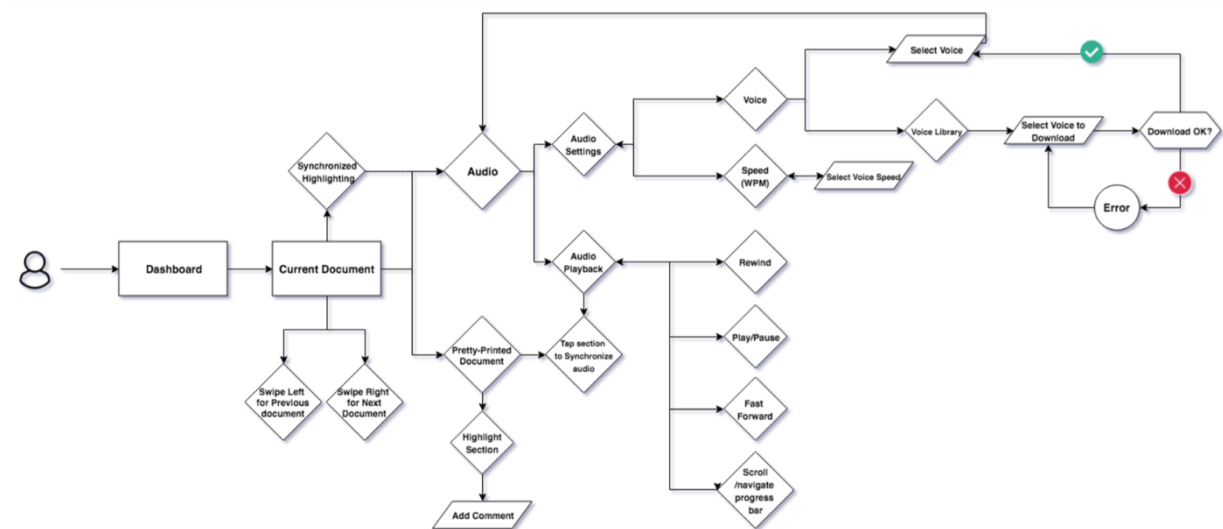 Select Voice
Voice
Audio
Settings
Voice Library
Select Voice to
Download
Download OK?
Synchronized
Highlighting
Audio
Speed
(WPM)
Select Voice Speed
Error
Dashboard
Current Document
Audio
Playback
Rewind
Play/Pause
Pretty-Printed
Document
Tap section
to Synchronize
audio
Swipe Left
for Previous
document
Swipe Right
for Next
Document
Fast
Forward
Highlight
Section
Scroll
/navigate
progress
bar
Add Comment